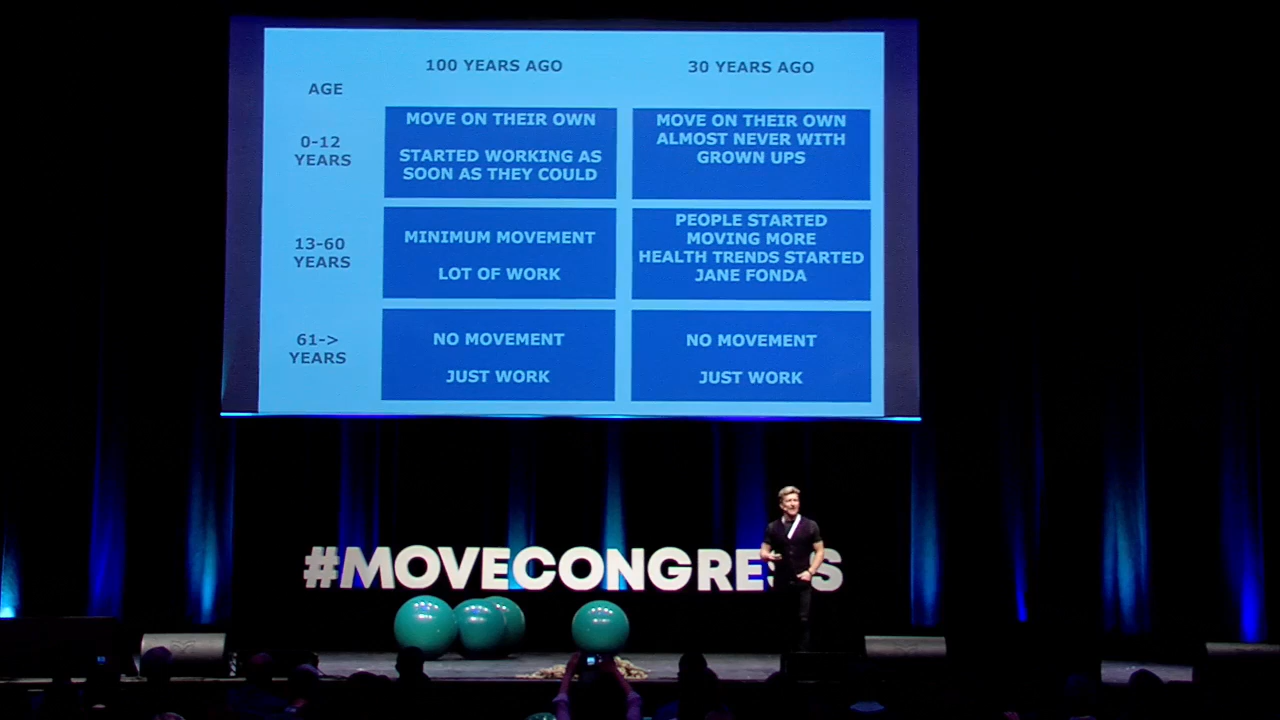 100 YEARS AGO
30 YEARS AGO
AGE
0-12
YEARS
MOVE ON THEIR OWN
STARTED WORKING AS
SOON AS THEY COULD
MOVE ON THEIR OWN
ALMOST NEVER WITH
GROWN UPS
13-60
YEARS
MINIMUM MOVEMENT
LOT OF WORK
PEOPLE STARTED
MOVING MORE
HEALTH TRENDS STARTED
JANE FONDA
61->
YEARS
NO MOVEMENT
JUST WORK
NO MOVEMENT
JUST WORK
#MOVECONGRESS